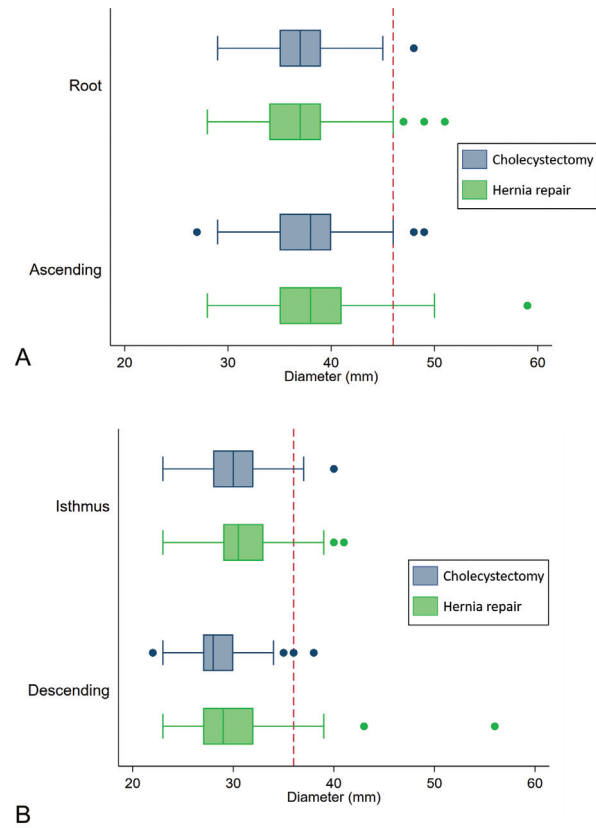 Root
Cholecystectomy
Hernia repair
Ascending
20 30 40 50 60
Diameter (mm)
A
Isthmus
Cholecystectomy
Hernia repair
Descending
20 30 40 50 60
Diameter (mm)
B